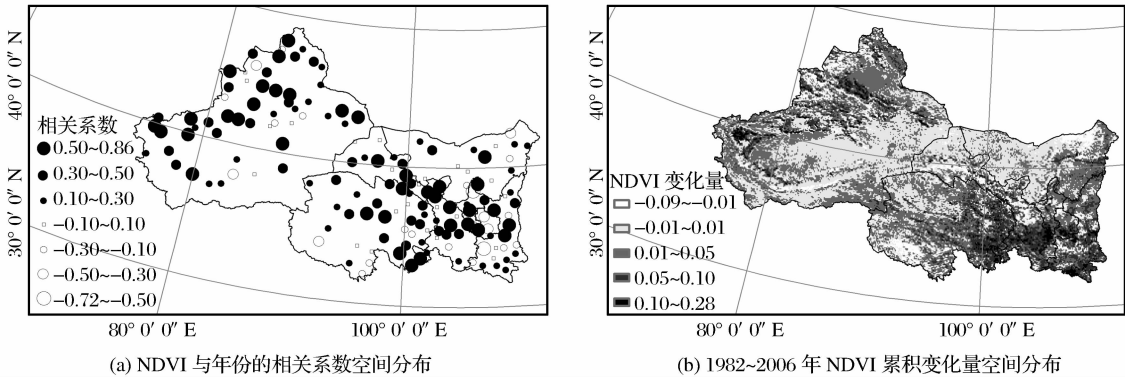 40° 0′ 0″ N
30° 0′ 0″ N
80° 0′ 0″ E
100° 0′ 0″ E
相关系数
0.50~0.86
0.30~0.50
0.10~0.30
−0.10~0.10
−0.30~−0.10
−0.50~−0.30
−0.72~−0.50
(a) NDVI 与年份的相关系数空间分布
40° 0′ 0″ N
30° 0′ 0″ N
80° 0′ 0″ E
100° 0′ 0″ E
NDVI 变化量
−0.09~−0.01
−0.01~0.01
0.01~0.05
0.05~0.10
0.10~0.28
(b) 1982~2006 年 NDVI 累积变化量空间分布